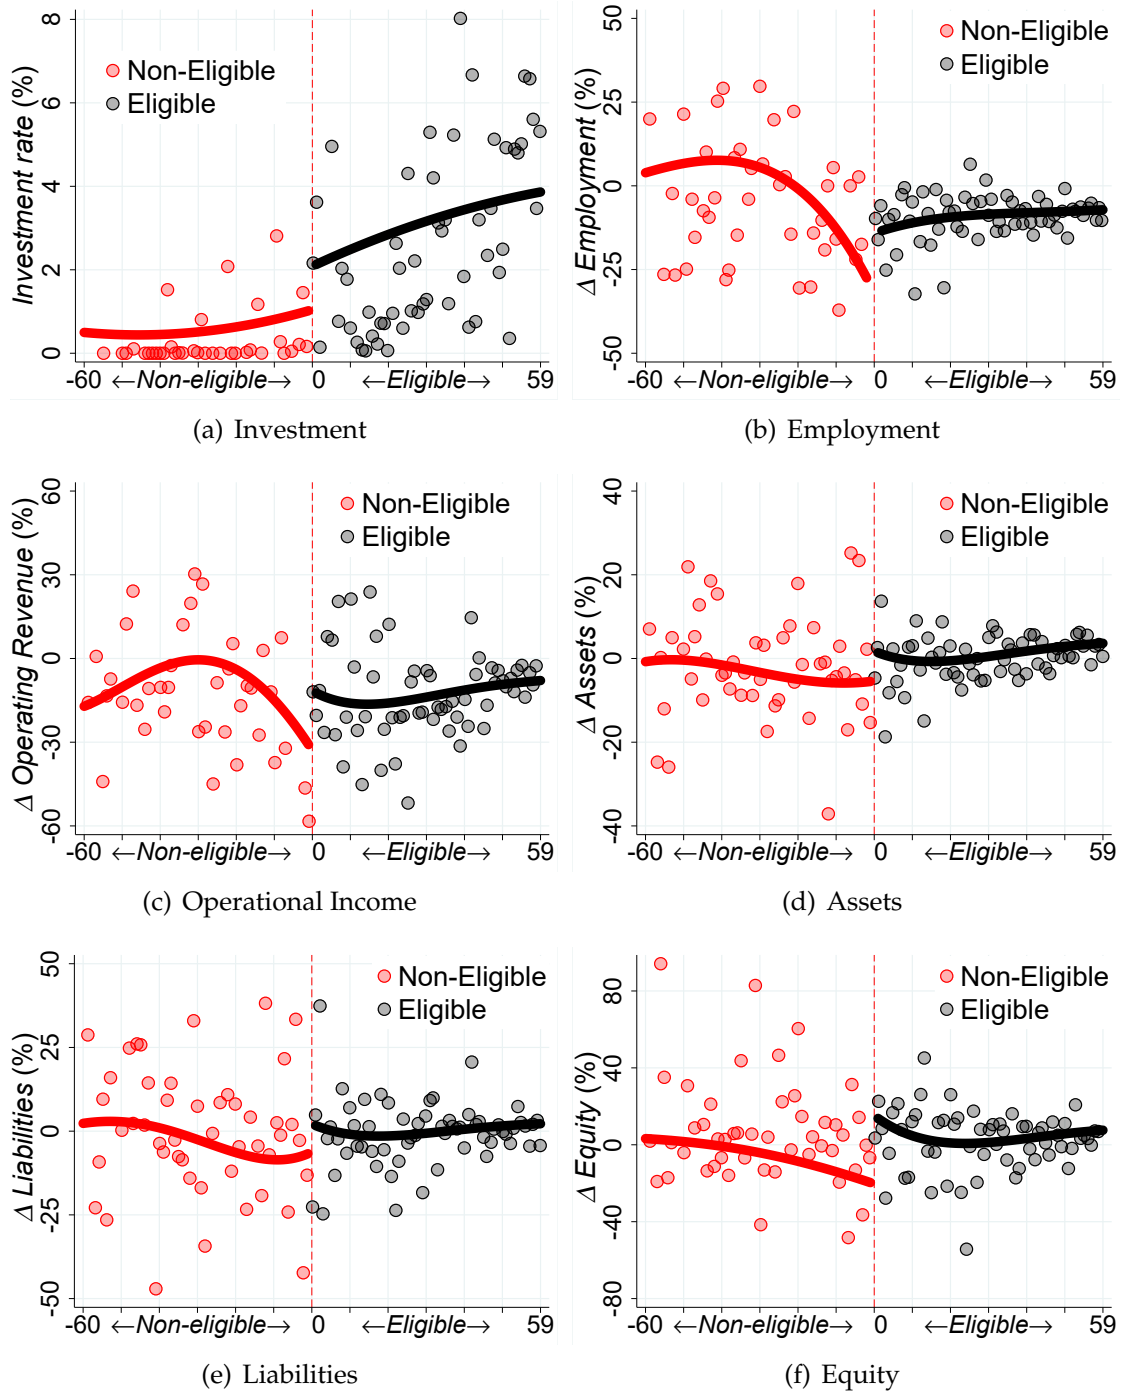 Investment rate (%)
8
6
4
2
0
Non-Eligible
Eligible
-60 ←Non-eligible→ 0 ←Eligible→ 59
(a) Investment
Δ Employment (%)
50
25
0
-25
-50
Non-Eligible
Eligible
-60 ←Non-eligible→ 0 ←Eligible→ 59
(b) Employment
Δ Operating Revenue (%)
60
30
0
-30
-60
Non-Eligible
Eligible
-60 ←Non-eligible→ 0 ←Eligible→ 59
(c) Operational Income
Δ Assets (%)
40
20
0
-20
-40
Non-Eligible
Eligible
-60 ←Non-eligible→ 0 ←Eligible→ 59
(d) Assets
Δ Liabilities (%)
50
25
0
-25
-50
Non-Eligible
Eligible
-60 ←Non-eligible→ 0 ←Eligible→ 59
(e) Liabilities
Δ Equity (%)
80
40
0
-40
-80
Non-Eligible
Eligible
-60 ←Non-eligible→ 0 ←Eligible→ 59
(f) Equity